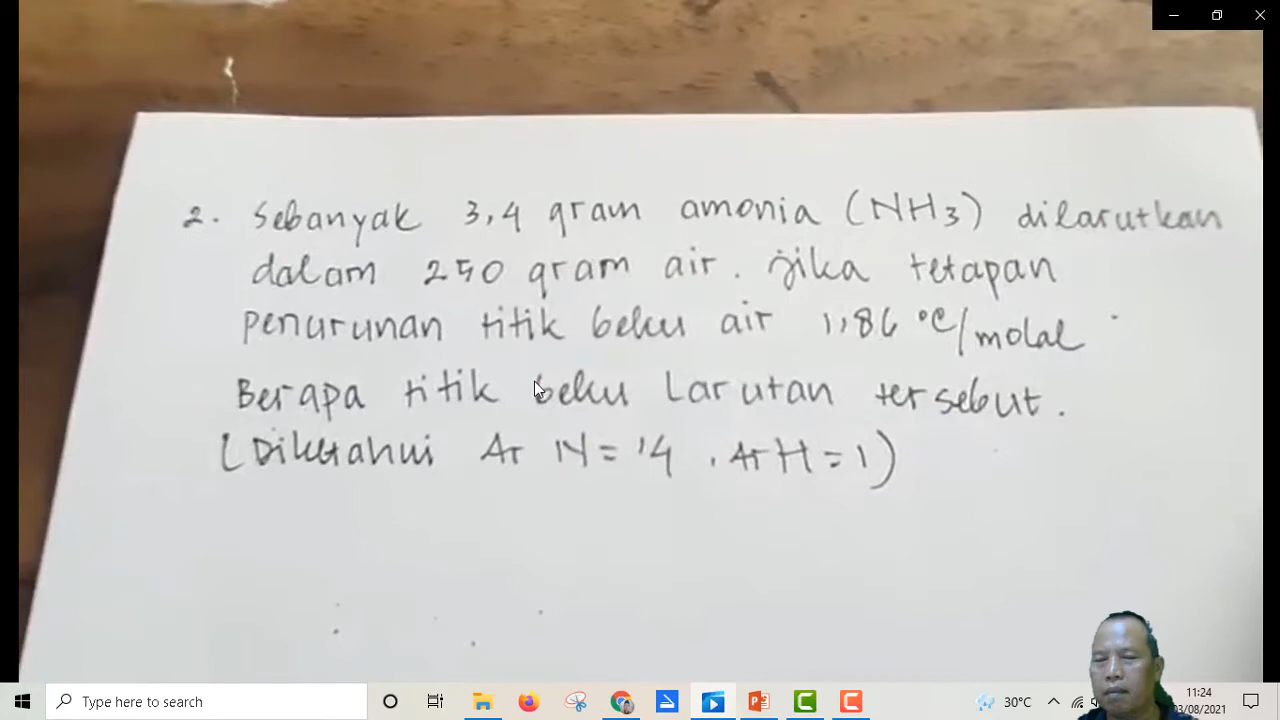 2. Sebanyak 3,4 gram amonia (NH3) dilarutkan
dalam 250 gram air. Jika tetapan
penurunan titik beku air 1,86 °C/molal
Berapa titik beku Larutan tersebut.
(Diketahui Ar N = 14, Ar H = 1)
Type here to search
30°C
11:24
03/08/2021